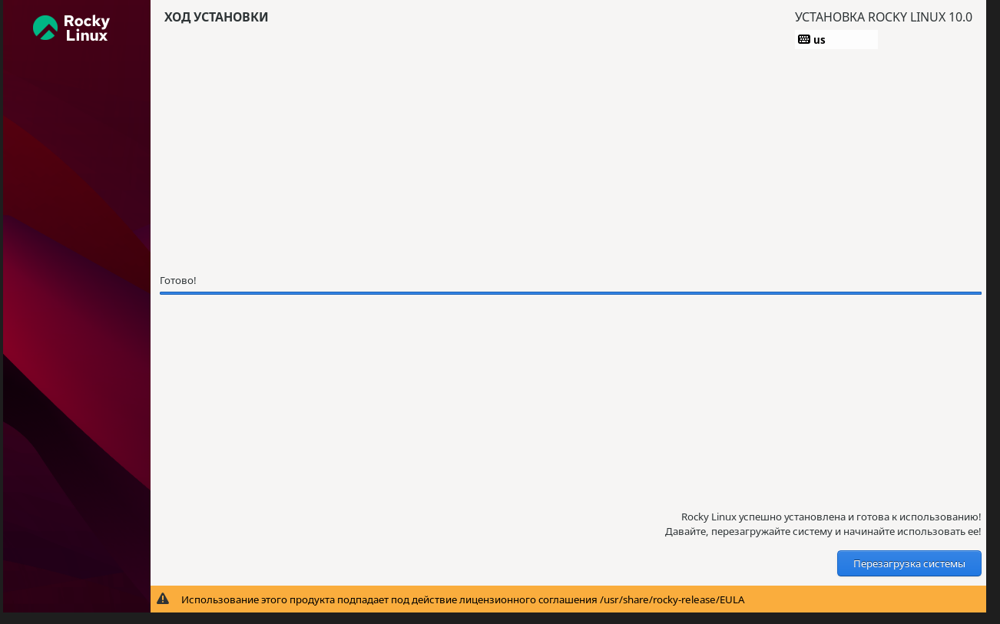 Rocky
Linux
ХОД УСТАНОВКИ
УСТАНОВКА ROCKY LINUX 10.0
us
Готово!
Rocky Linux успешно установлена и готова к использованию!
Давайте, перезагружайте систему и начинайте использовать ее!
Перезагрузка системы
Использование этого продукта подпадает под действие лицензионного соглашения /usr/share/rocky-release/EULA